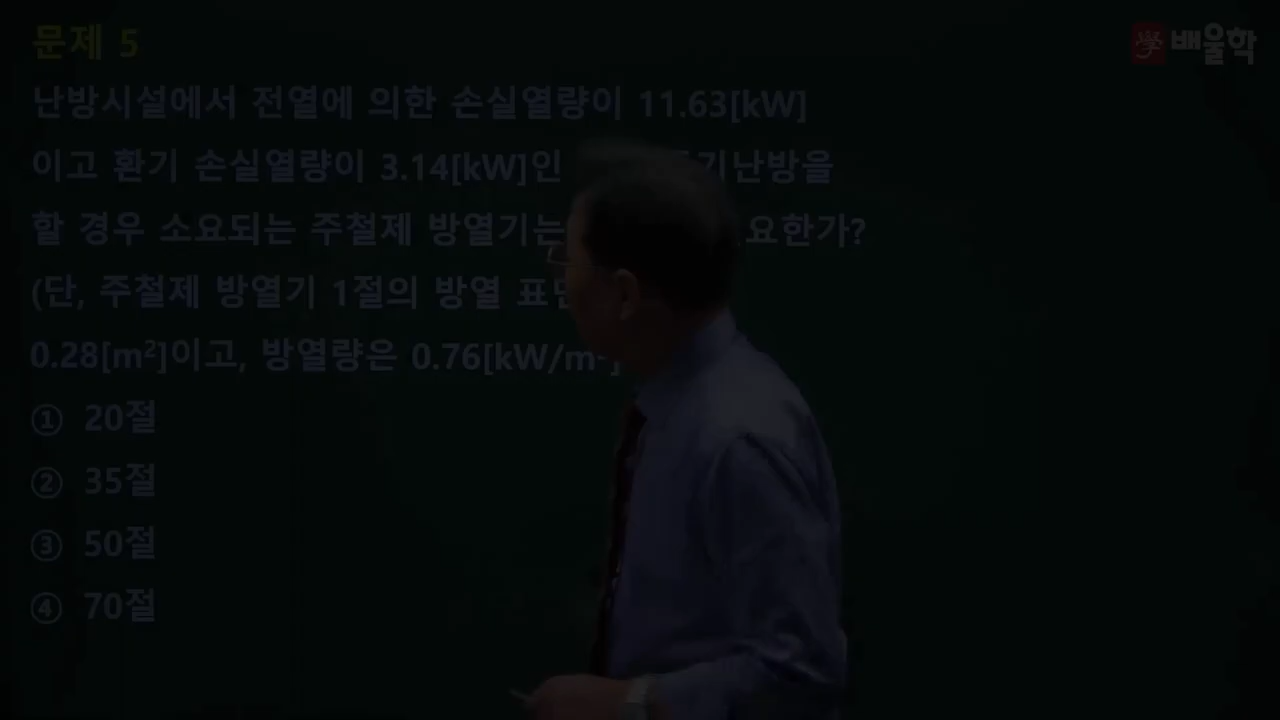 문제 5
學 배울학
난방시설에서 전열에 의한 손실열량이 11.63[kW]
이고 환기 손실열량이 3.14[kW]인 기난방을
할 경우 소요되는 주철제 방열기는 요한가?
(단, 주철제 방열기 1절의 방열
0.28[m²]이고, 방열량은 0.76[kW/m
① 20절
② 35절
③ 50절
④ 70절